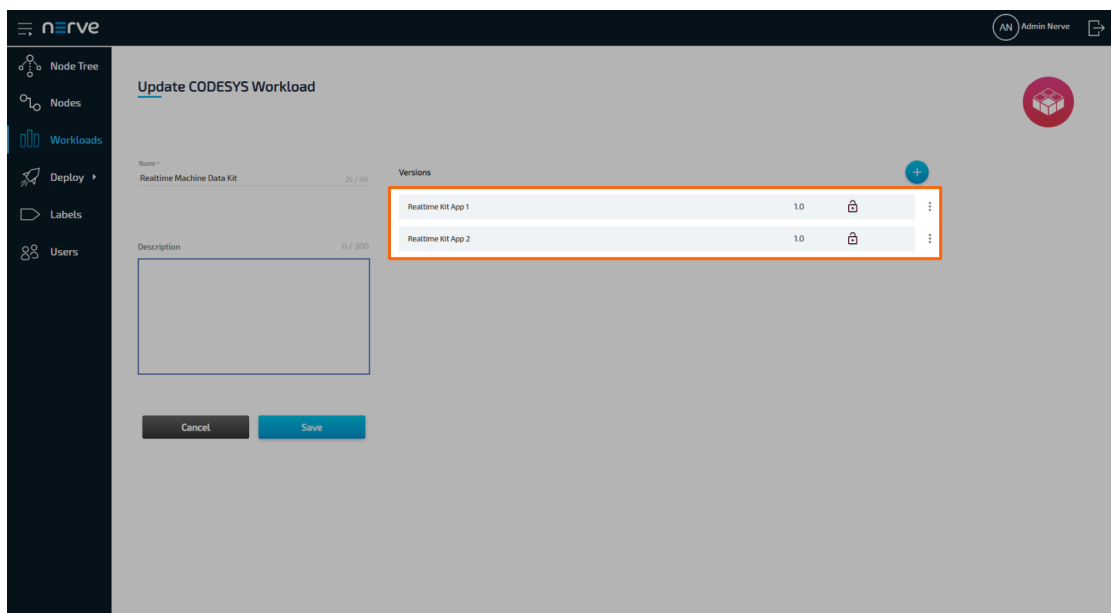 nerve
AN Admin Nerve
Node Tree
Nodes
Workloads
Deploy
Labels
Users
Update CODESYS Workload
Name *
Realtime Machine Data Kit 25 / 40
Description 0 / 300
Cancel Save
Versions +
Realtime Kit App 1 1.0
Realtime Kit App 2 1.0